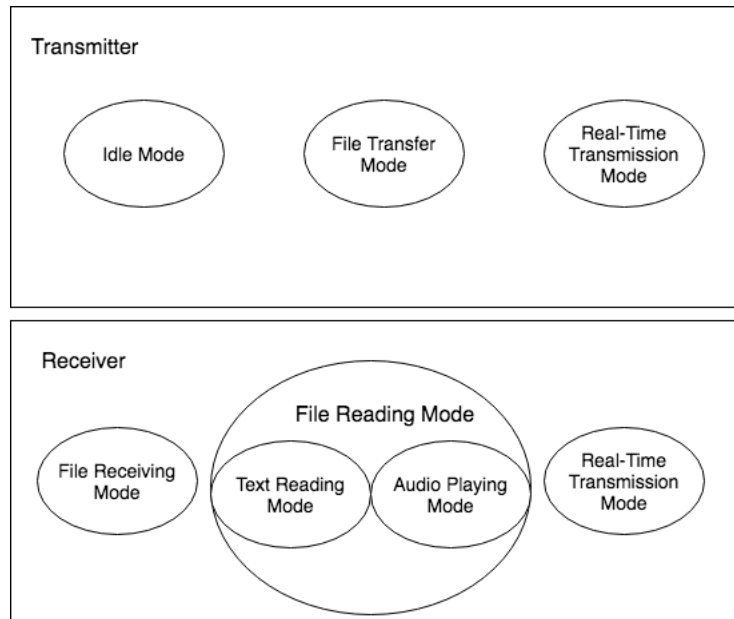 Transmitter
Idle Mode
File Transfer
Mode
Real-Time
Transmission
Mode
Receiver
File Reading Mode
File Receiving
Mode
Text Reading
Mode
Audio Playing
Mode
Real-Time
Transmission
Mode